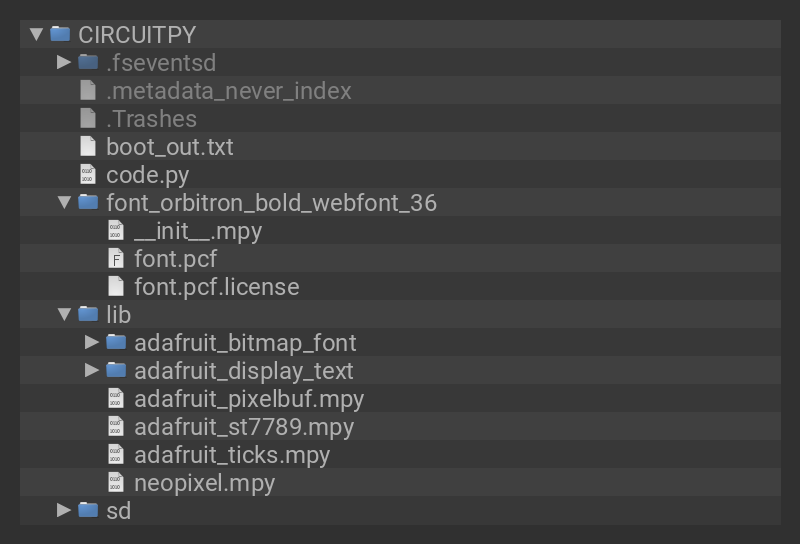 CIRCUITPY
.fseventsd
.metadata_never_index
.Trashes
boot_out.txt
code.py
font_orbitron_bold_webfont_36
__init__.mpy
font.pcf
font.pcf.license
lib
adafruit_bitmap_font
adafruit_display_text
adafruit_pixelbuf.mpy
adafruit_st7789.mpy
adafruit_ticks.mpy
neopixel.mpy
sd